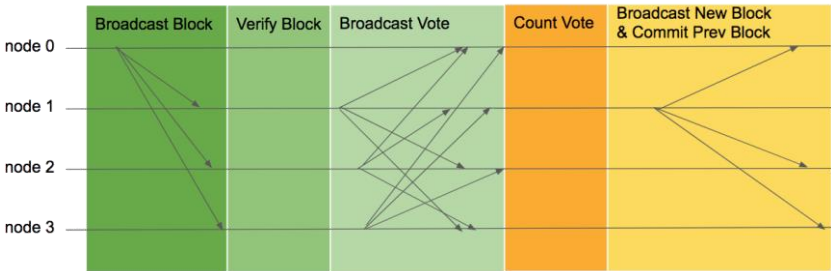 Broadcast Block
Verify Block
Broadcast Vote
Count Vote
Broadcast New Block
& Commit Prev Block
node 0
node 1
node 2
node 3